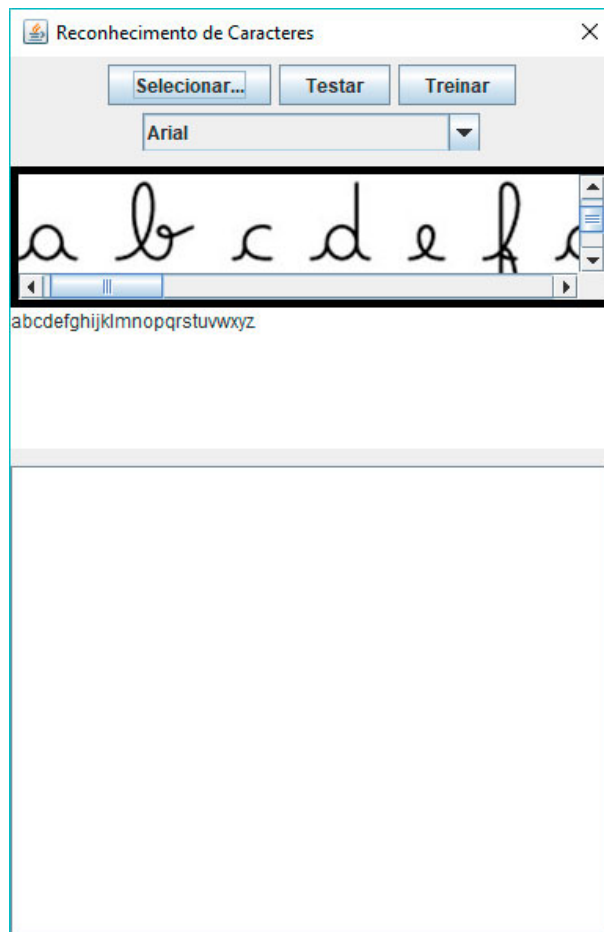 Reconhecimento de Caracteres
Selecionar... Testar Treinar
Arial
a b c d e f
abcdefghijklmnopqrstuvwxyz